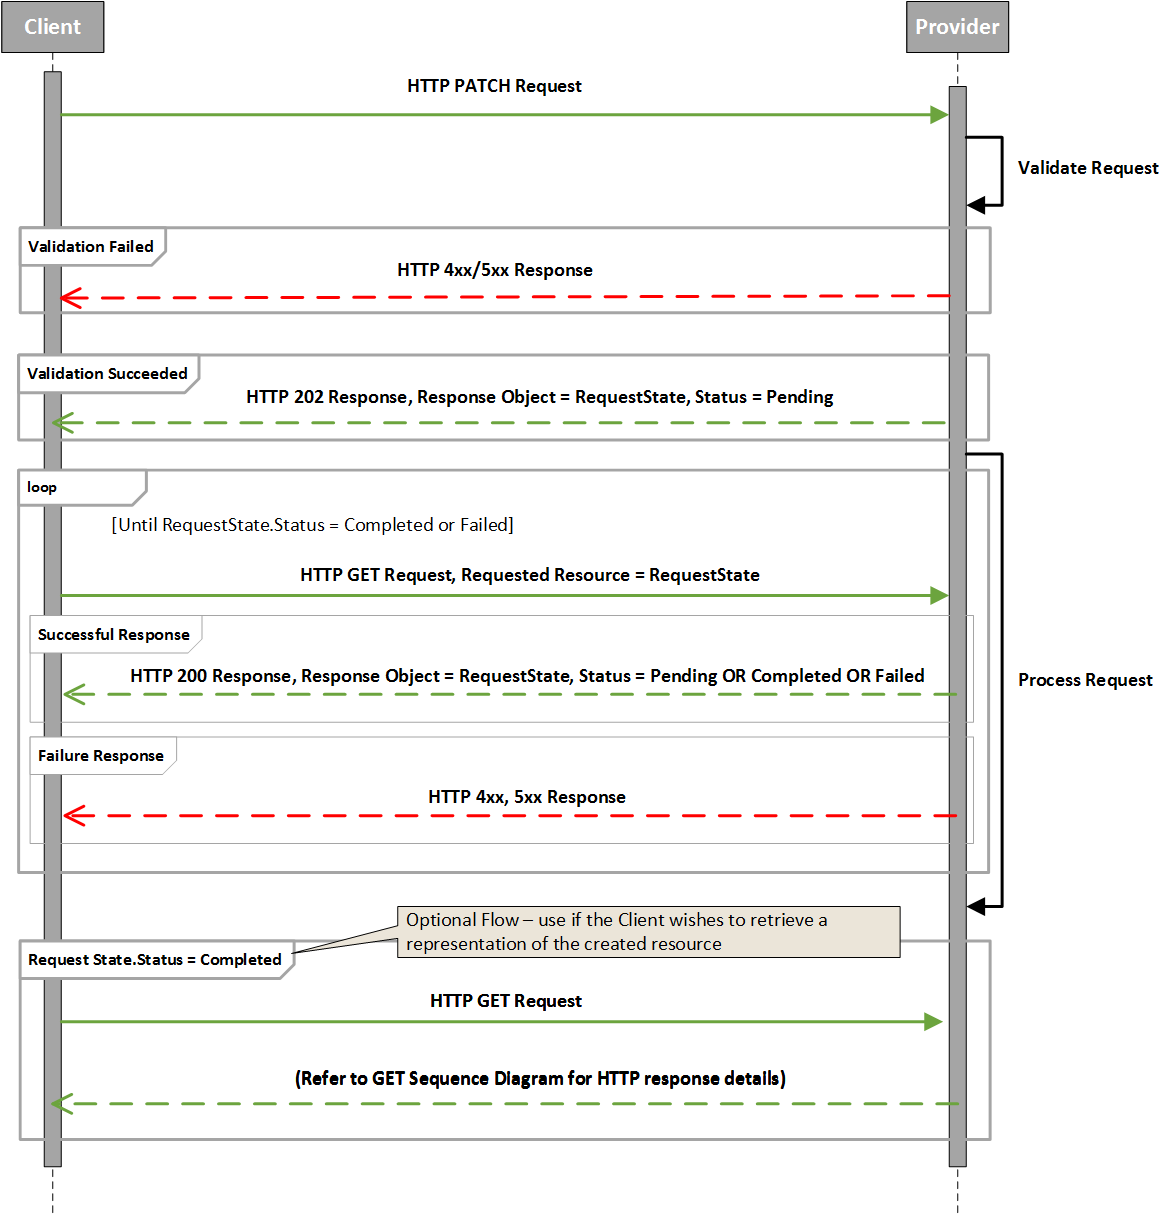 Client
Provider
HTTP PATCH Request
Validate Request
Validation Failed
HTTP 4xx/5xx Response
Validation Succeeded
HTTP 202 Response, Response Object = RequestState, Status = Pending
loop
[Until RequestState.Status = Completed or Failed]
HTTP GET Request, Requested Resource = RequestState
Successful Response
HTTP 200 Response, Response Object = RequestState, Status = Pending OR Completed OR Failed
Process Request
Failure Response
HTTP 4xx, 5xx Response
Optional Flow – use if the Client wishes to retrieve a
representation of the created resource
Request State.Status = Completed
HTTP GET Request
(Refer to GET Sequence Diagram for HTTP response details)